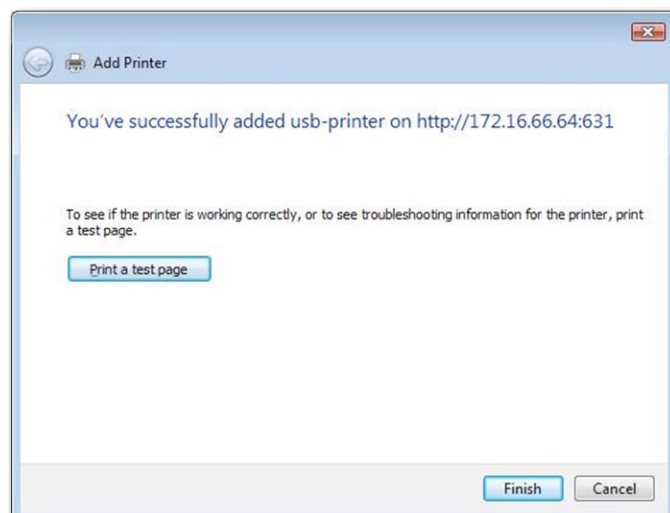 Add Printer
You've successfully added usb-printer on http://172.16.66.64:631
To see if the printer is working correctly, or to see troubleshooting information for the printer, print
a test page.
Print a test page
Finish Cancel